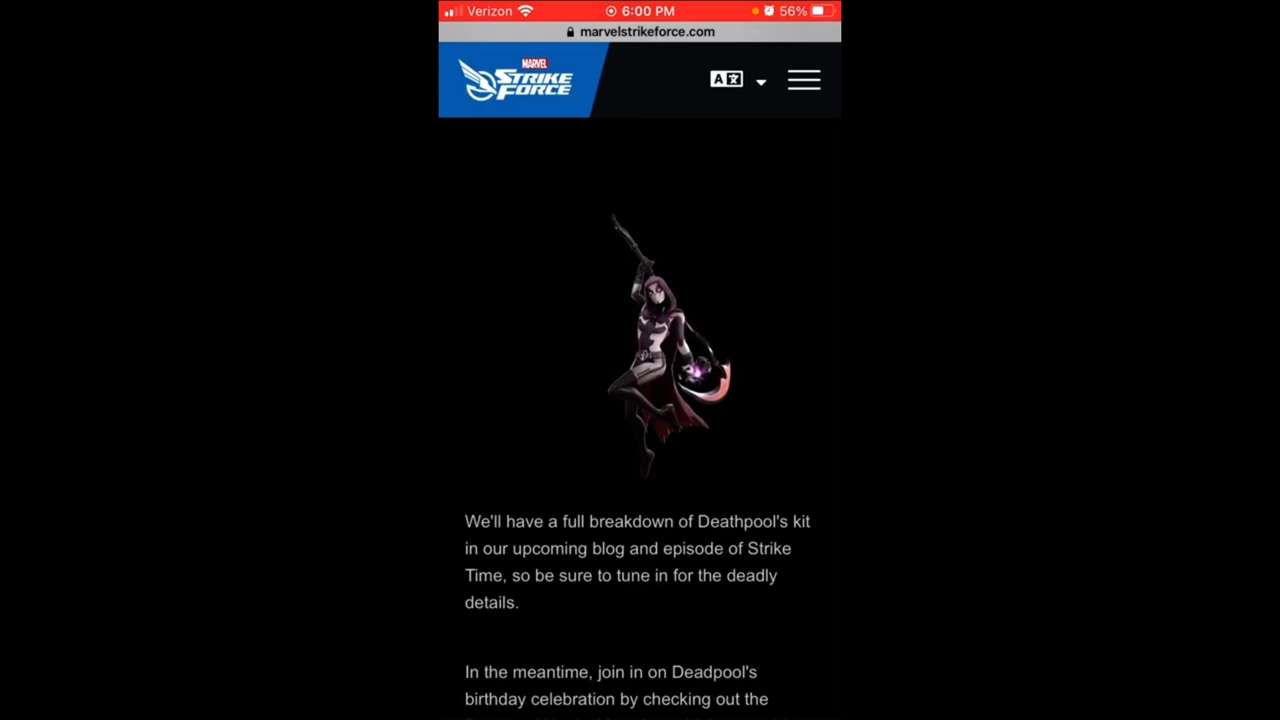 Verizon 6:00 PM 56%
marvelstrikeforce.com
MARVEL
STRIKE
FORCE
A
We'll have a full breakdown of Deathpool's kit
in our upcoming blog and episode of Strike
Time, so be sure to tune in for the deadly
details.
In the meantime, join in on Deadpool's
birthday celebration by checking out the